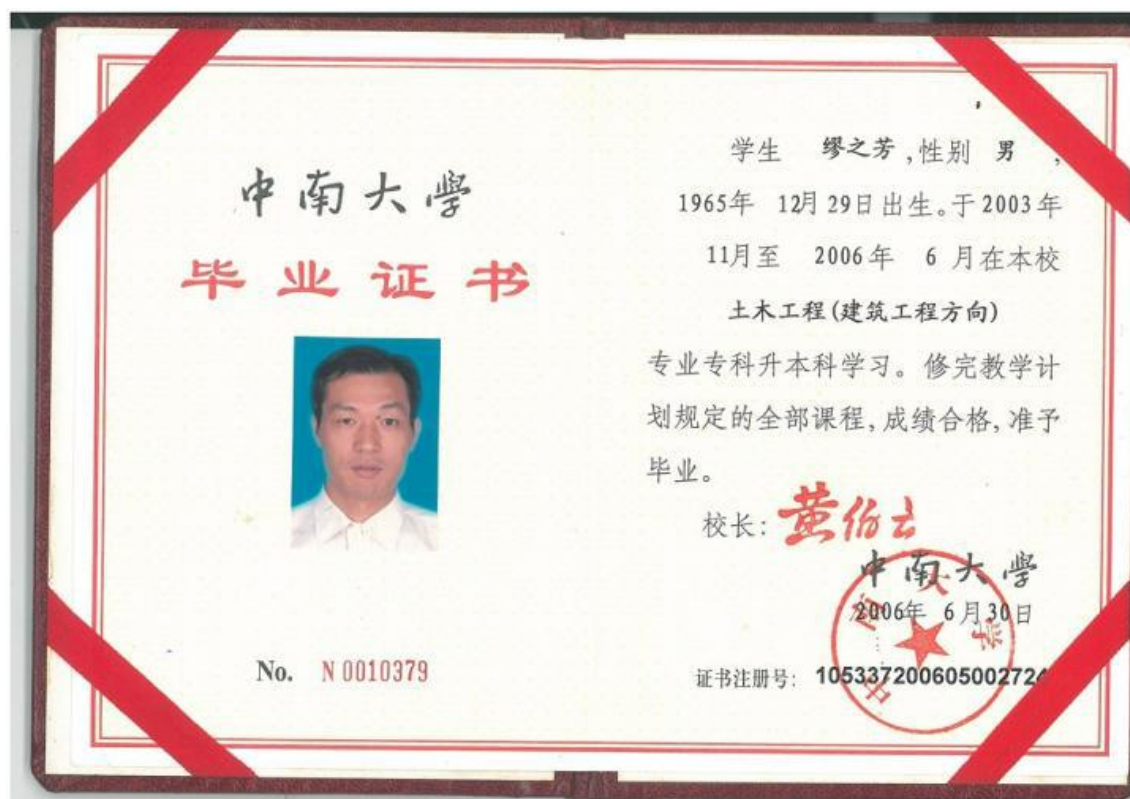 中南大學
毕业证书
No. N 0010379
学生 缪之芳,性别 男,
1965年 12月 29日出生。于2003年
11月至 2006年 6月在本校
土木工程(建筑工程方向)
专业专科升本科学习。修完教学计
划规定的全部课程,成绩合格,准予
毕业。
校长: 黄伯云
中南大學
2006年 6月30日
中南大学
证书注册号: 105337200605002724